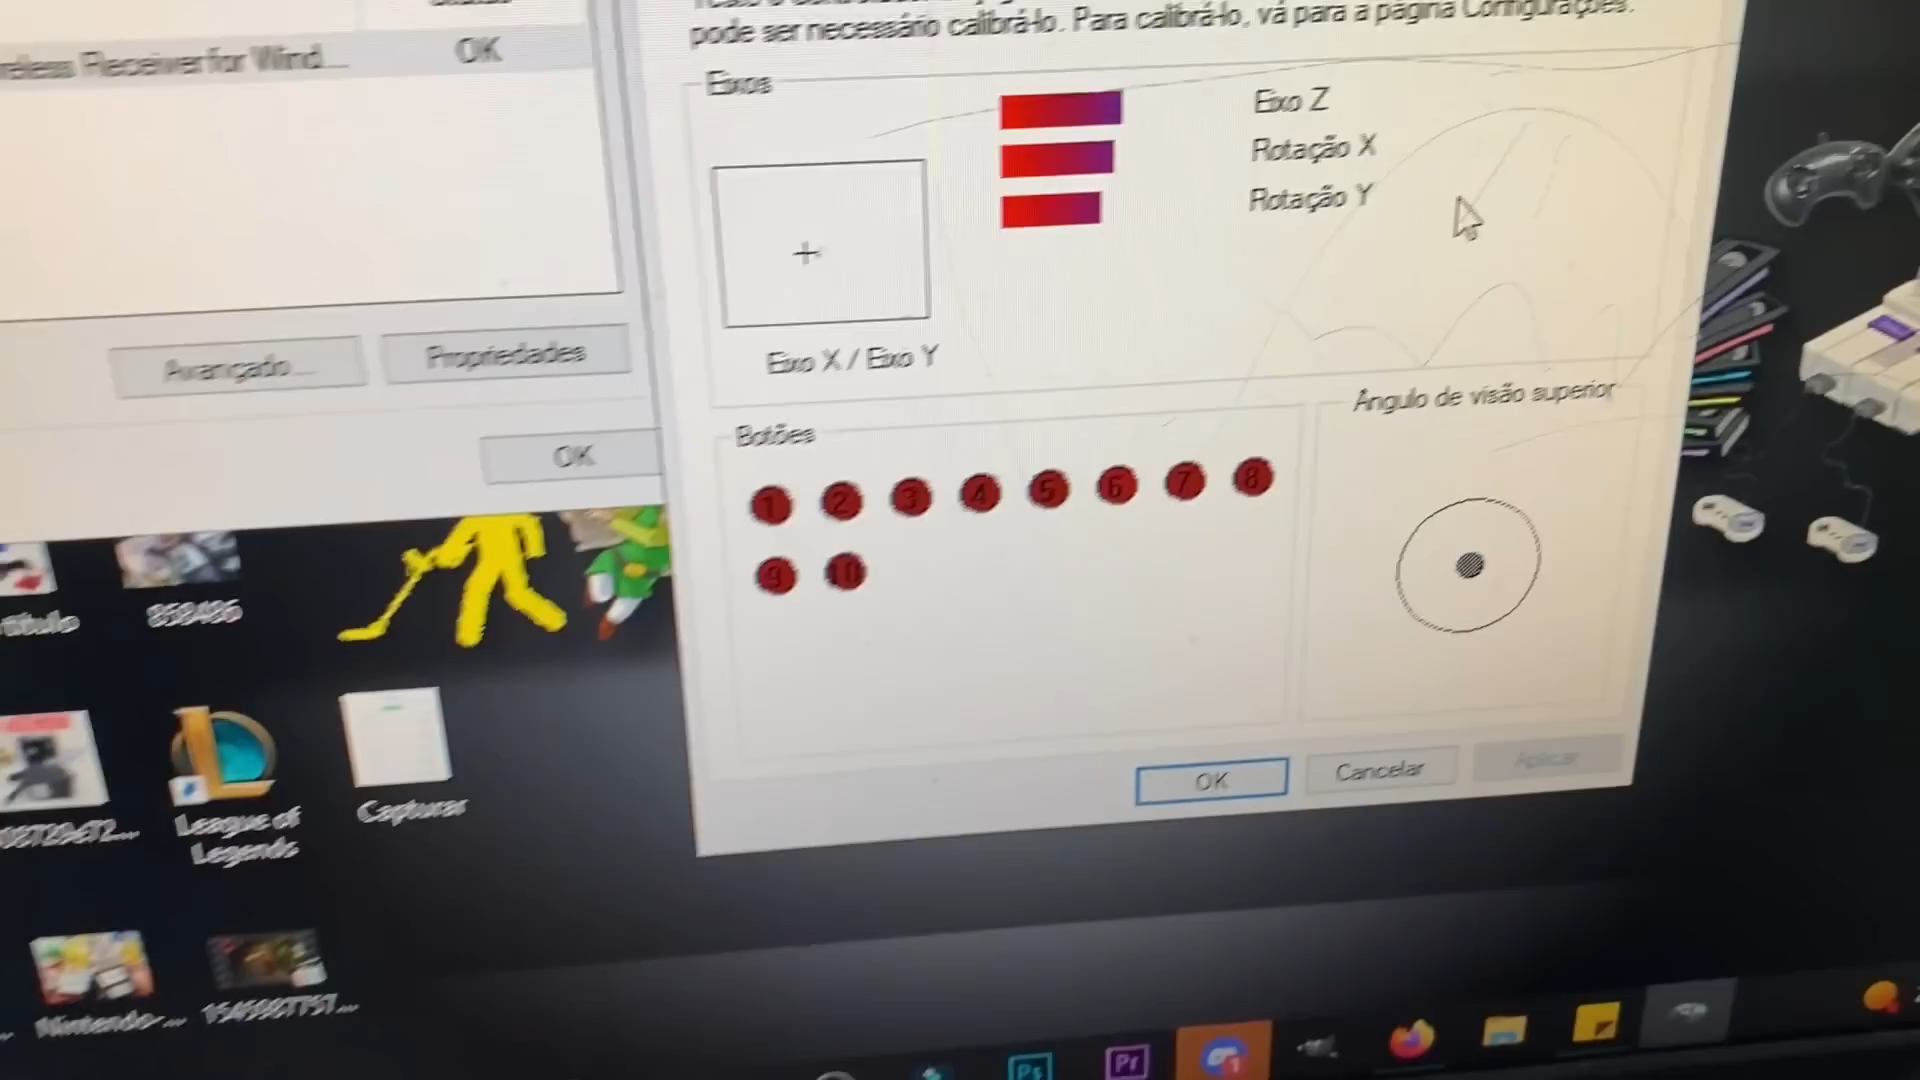 pode ser necessário calibrá-lo. Para calibrá-lo, vá para a página Configurações.
Receiver for Wind...
OK
Eixos
Eixo Z
Rotação X
Rotação Y
Eixo X / Eixo Y
Avançado...
Propriedades
OK
Botões
1 2 3 4 5 6 7 8
9 10
Ângulo de visão superior
OK
Cancelar
Aplicar
858486
League of
Legends
Capturar
Nintendo-...
Ps
Pr